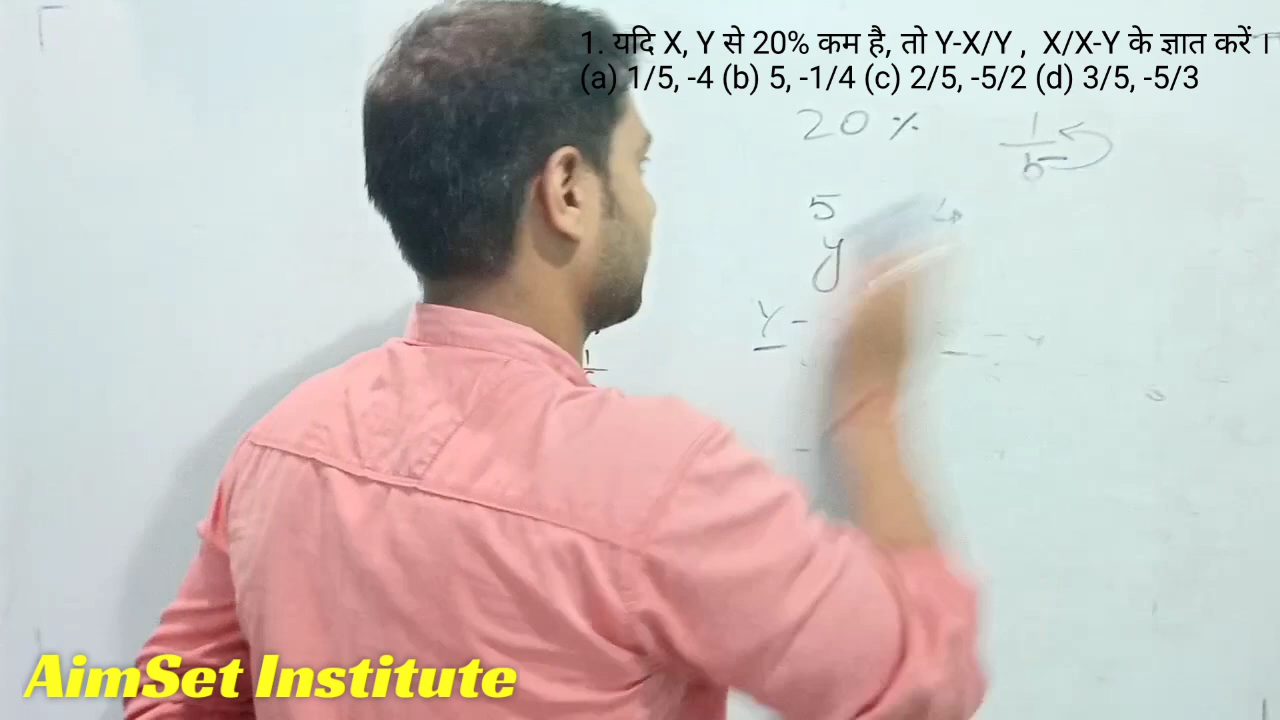 1. यदि X, Y से 20% कम है, तो Y-X/Y , X/X-Y के ज्ञात करें ।
(a) 1/5, -4 (b) 5, -1/4 (c) 2/5, -5/2 (d) 3/5, -5/3
20 %
1
5
5
y
Y -
AimSet Institute